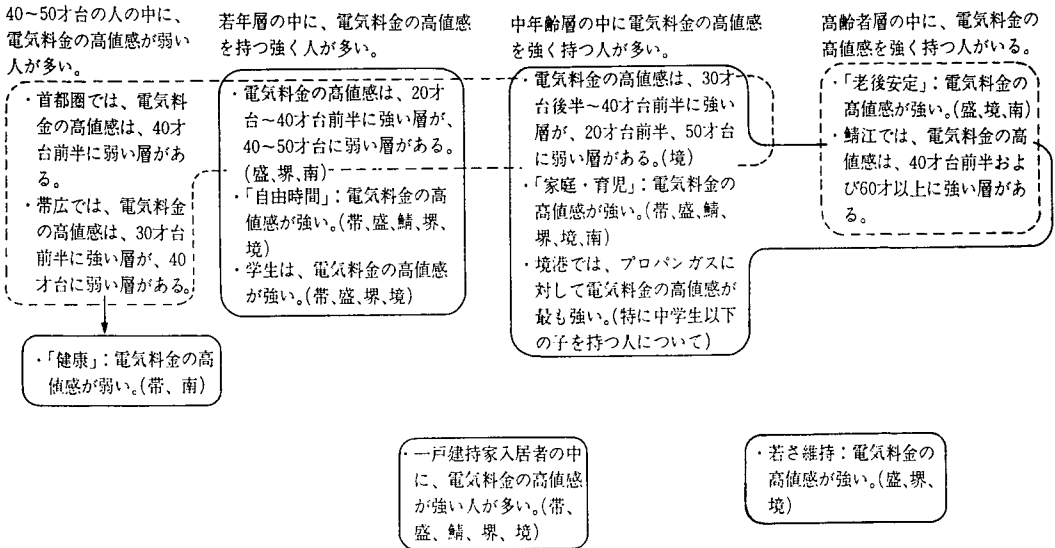 40～50才台の人の中に、
電気料金の高値感が弱い
人が多い。
・首都圏では、電気料
金の高値感は、40才
台前半に弱い層があ
る。
・帯広では、電気料金
の高値感は、30才台
前半に強い層が、40
才台に弱い層がある。
・「健康」：電気料金の高
値感が弱い。(帯、南)
若年層の中に、電気料金の高値感
を持つ強く人が多い。
・電気料金の高値感は、20才
台～40才台前半に強い層が、
40～50才台に弱い層がある。
(盛、堺、南)
・「自由時間」：電気料金の高
値感が強い。(帯、盛、鯖、堺、
境)
・学生は、電気料金の高値感
が強い。(帯、盛、堺、境)
中年齢層の中に電気料金の高値感
を強く持つ人が多い。
・電気料金の高値感は、30才
台後半～40才台前半に強い
層が、20才台前半、50才台
に弱い層がある。(境)
・「家庭・育児」：電気料金の
高値感が強い。(帯、盛、鯖、
堺、境、南)
・境港では、プロパンガスに
対して電気料金の高値感が
最も強い。(特に中学生以下
の子を持つ人について)
高齢者層の中に、電気料金の
高値感を強く持つ人がいる。
・「老後安定」：電気料金の
高値感が強い。(盛、境、南)
・鯖江では、電気料金の高
値感は、40才台前半およ
び60才以上に強い層があ
る。
・一戸建持家入居者の中
に、電気料金の高値感
が強い人が多い。(帯、
盛、鯖、堺、境)
・若さ維持：電気料金の
高値感が強い。(盛、堺、
境)